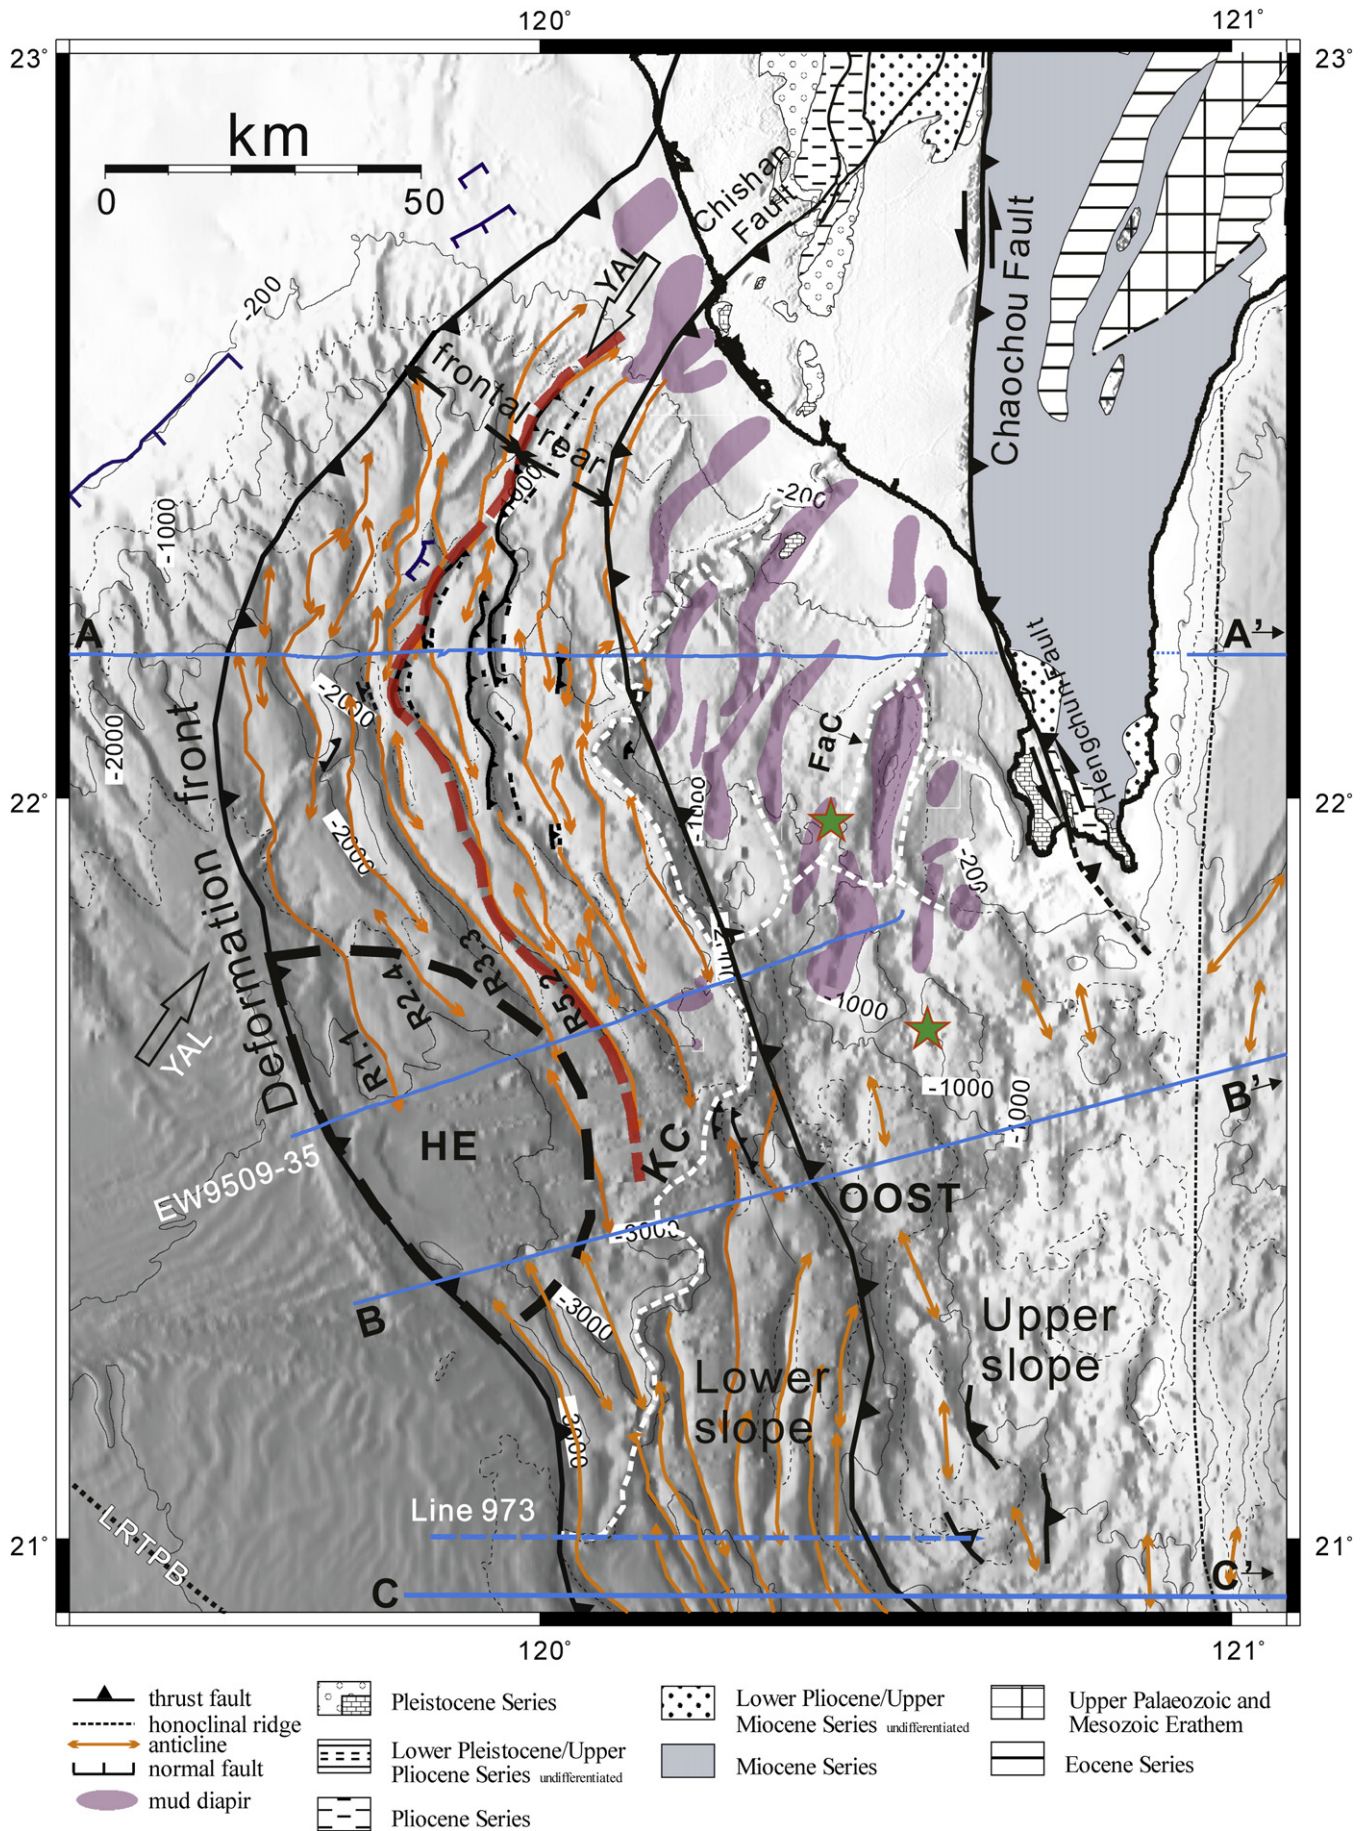 120°
121°
23°
23°
km
0
50
Chishan
Fault
Chaochou Fault
YAL
-200
frontal
rear
-1000
-200
-1000
A
A'
Hengchun Fault
-2000
-2000
FaC
Deformation front
22°
22°
-1000
-2000
-200
R3.3
R2.4
R5.2
R1.1
YAL
-1000
-1000
-1000
B'
HE
KC
EW9509-35
OOST
-3000
B
-3000
Upper
slope
Lower
slope
-3000
Line 973
LRTPB
21°
21°
C
C'
120°
121°
thrust fault
honoclinal ridge
anticline
normal fault
mud diapir
Pleistocene Series
Lower Pleistocene/Upper
Pliocene Series undifferentiated
Pliocene Series
Lower Pliocene/Upper
Miocene Series undifferentiated
Miocene Series
Upper Palaeozoic and
Mesozoic Erathem
Eocene Series